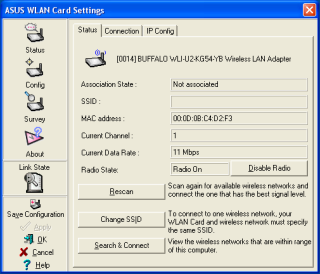 ASUS WLAN Card Settings
Status
Config
Survey
About
Link State
Save Configuration
Apply
OK
Cancel
Help
Status Connection IP Config
[0014] BUFFALO WLI-U2-KG54-YB Wireless LAN Adapter
Association State : Not associated
SSID :
MAC address : 00:0D:0B:C4:D2:F3
Current Channel : 1
Current Data Rate : 11 Mbps
Radio State: Radio On Disable Radio
Rescan
Scan again for available wireless networks and
connect the one that has the best signal level.
Change SSID
To connect to one wireless network, your
WLAN Card and wireless network must specify
the same SSID.
Search & Connect
View the wireless networks that are within range
of this computer.